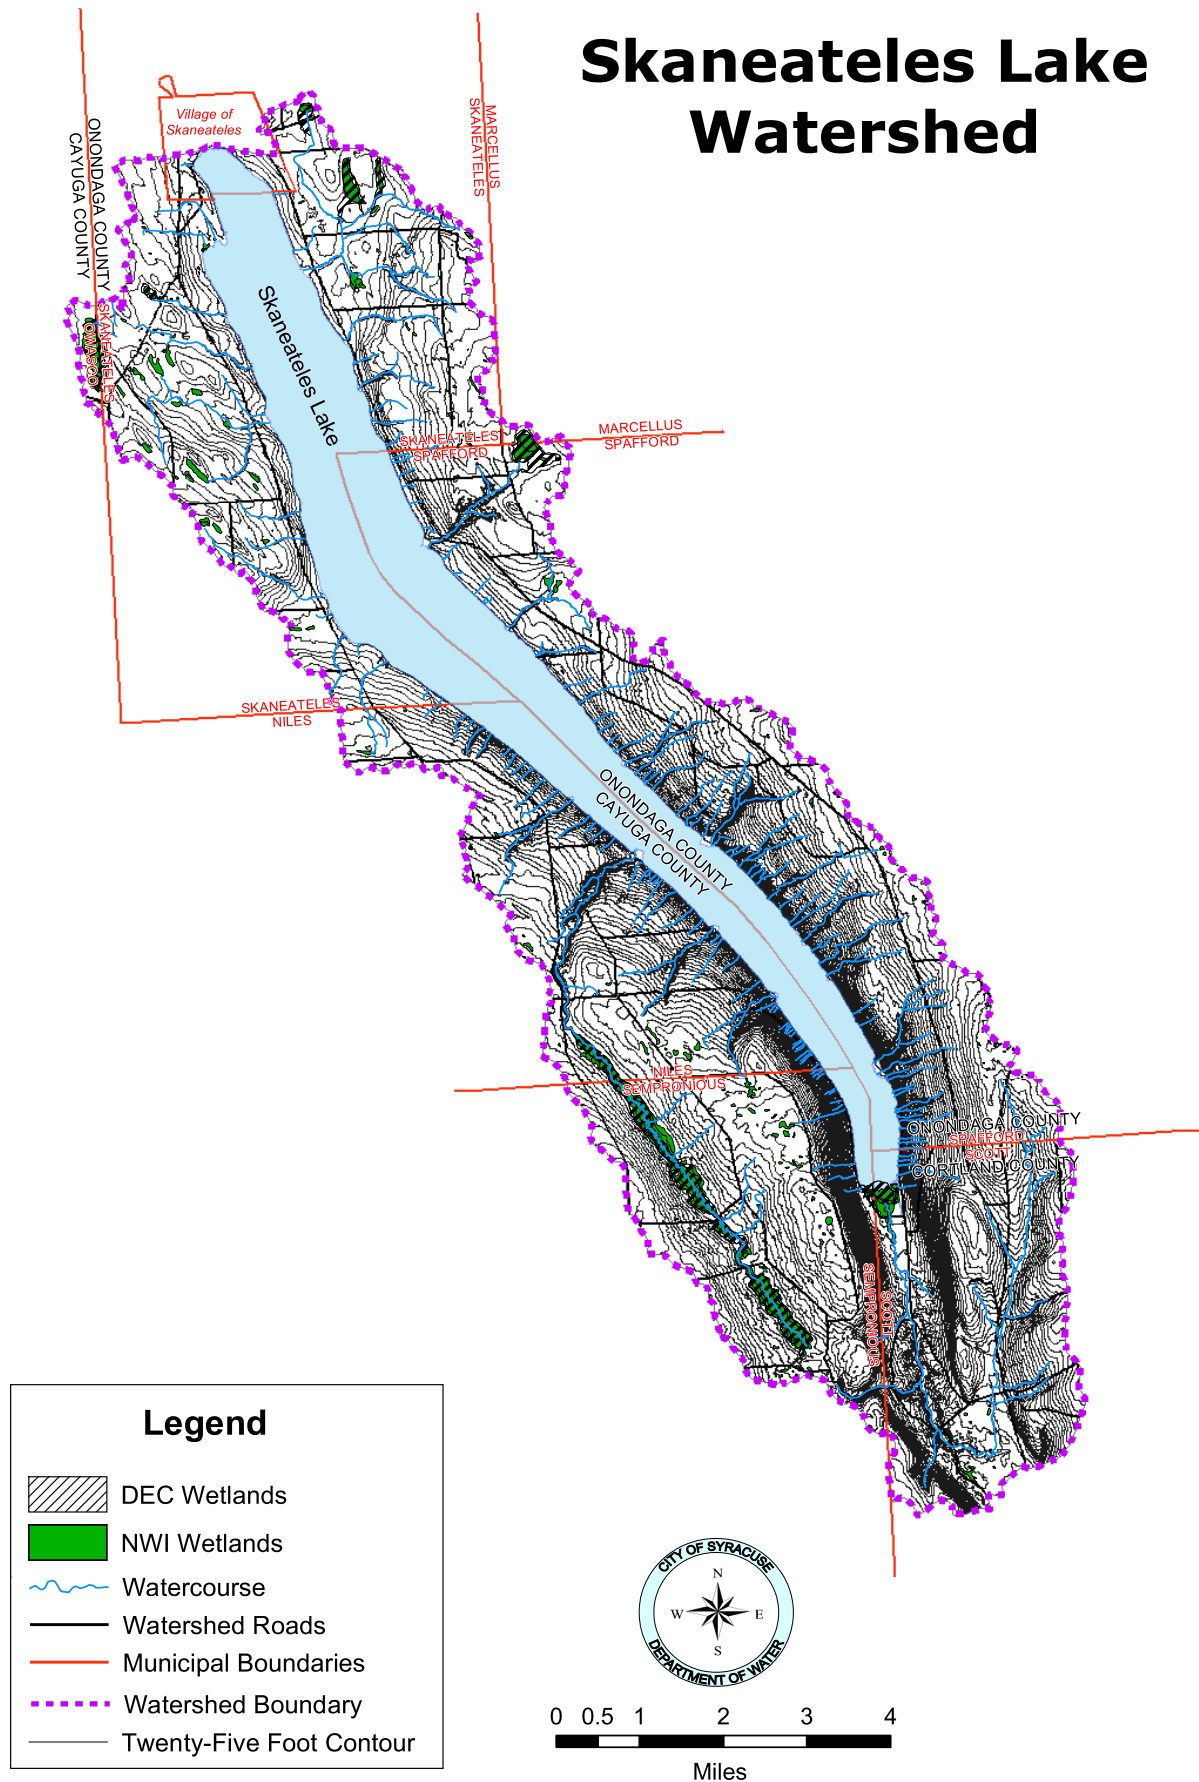 Skaneateles Lake
Watershed
Village of
Skaneateles
ONONDAGA COUNTY
CAYUGA COUNTY
MARCELLUS
SKANEATELES
SKANEATELES
OWASCO
Skaneateles Lake
SKANEATELES
SPAFFORD
MARCELLUS
SPAFFORD
SKANEATELES
NILES
ONONDAGA COUNTY
CAYUGA COUNTY
NILES
SEMPRONIOUS
ONONDAGA COUNTY
SPAFFORD
SCOTT
CORTLAND COUNTY
SCOTT
SEMPRONIOUS
Legend
DEC Wetlands
NWI Wetlands
Watercourse
Watershed Roads
Municipal Boundaries
Watershed Boundary
Twenty-Five Foot Contour
CITY OF SYRACUSE
N
W
E
S
DEPARTMENT OF WATER
0 0.5 1 2 3 4
Miles